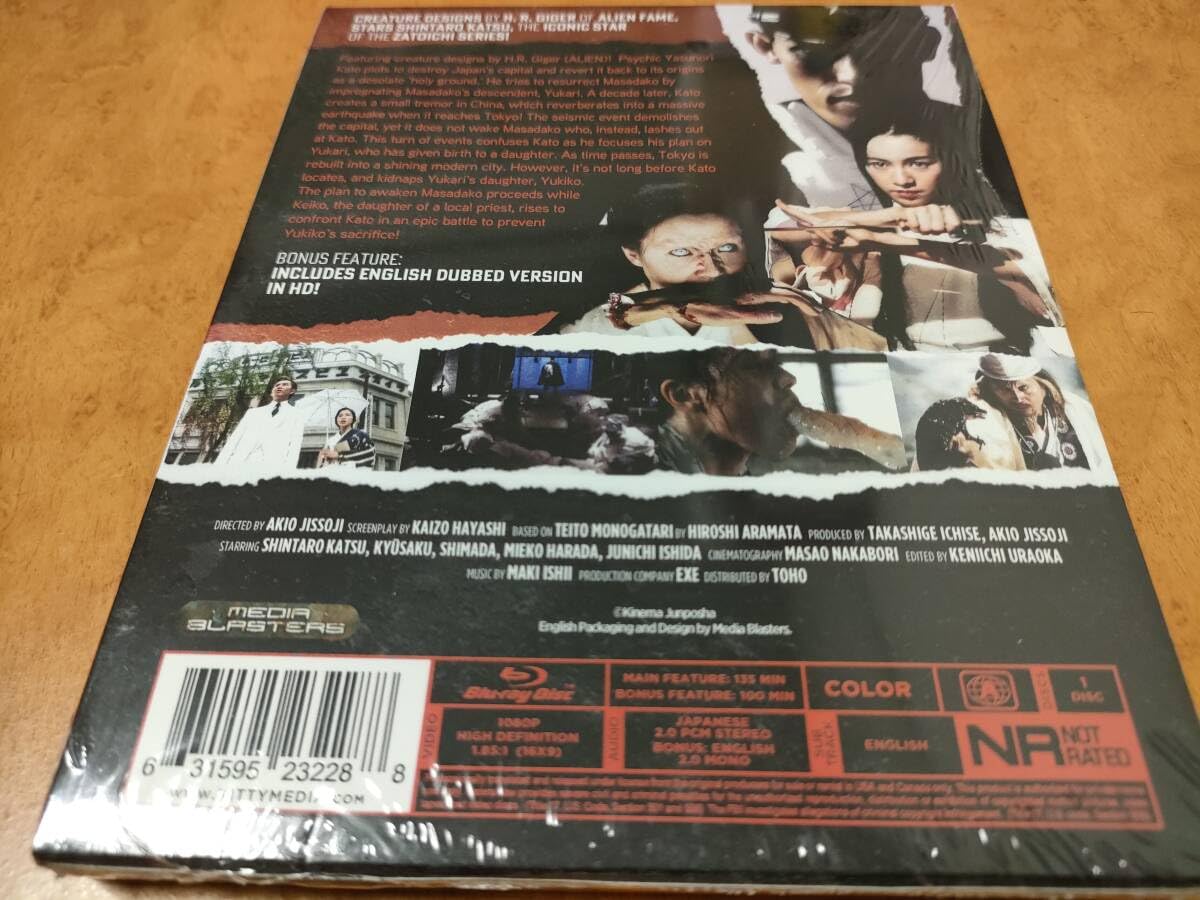 CREATURE DESIGNS BY H. R. GIGER OF ALIEN FAME.
STARS SHINTARO KATSU, THE ICONIC STAR
OF THE ZATOICHI SERIES!
Featuring creature designs by H.R. Giger (ALIEN)! Psychic Yasunori
Kato plots to destroy Japan's capital and revert it back to its origins
as a desolate 'holy ground.' He tries to resurrect Masadako by
impregnating Masadako's descendent, Yukari. A decade later, Kato
creates a small tremor in China, which reverberates into a massive
earthquake when it reaches Tokyo! The seismic event demolishes
the capital, yet it does not wake Masadako who, instead, lashes out
at Kato. This turn of events confuses Kato as he focuses his plan on
Yukari, who has given birth to a daughter. As time passes, Tokyo is
rebuilt into a shining modern city. However, it's not long before Kato
locates, and kidnaps Yukari's daughter, Yukiko.
The plan to awaken Masadako proceeds while
Keiko, the daughter of a local priest, rises to
confront Kato in an epic battle to prevent
Yukiko's sacrifice!
BONUS FEATURE:
INCLUDES ENGLISH DUBBED VERSION
IN HD!
DIRECTED BY AKIO JISSOJI SCREENPLAY BY KAIZO HAYASHI BASED ON TEITO MONOGATARI BY HIROSHI ARAMATA PRODUCED BY TAKASHIGE ICHISE, AKIO JISSOJI
STARRING SHINTARO KATSU, KYŪSAKU, SHIMADA, MIEKO HARADA, JUNICHI ISHIDA CINEMATOGRAPHY MASAO NAKABORI EDITED BY KENIICHI URAOKA
MUSIC BY MAKI ISHII PRODUCTION COMPANY EXE DISTRIBUTED BY TOHO
MEDIA
BLASTERS
©Kinema Junposha
English Packaging and Design by Media Blasters.
6 31595 23228 8
Blu-ray Disc
MAIN FEATURE: 135 MIN
BONUS FEATURE: 100 MIN
COLOR
A
DISCS
1
DISC
VIDEO
1080P
HIGH DEFINITION
1.85:1 (16X9)
AUDIO
JAPANESE
2.0 PCM STEREO
BONUS: ENGLISH
2.0 MONO
SUB
TRACK
ENGLISH
NR NOT
RATED